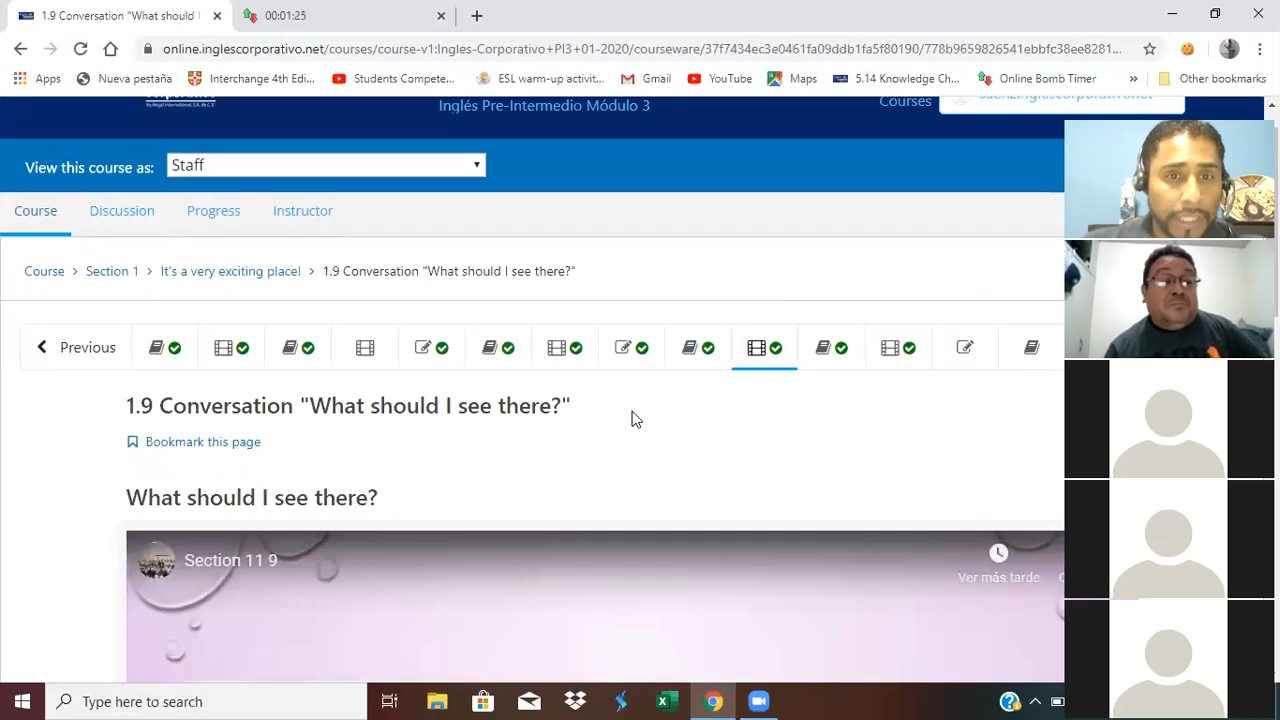 1.9 Conversation "What should I
00:01:25
online.inglescorporativo.net/courses/course-v1:Ingles-Corporativo+PI3+01-2020/courseware/37f7434ec3e0461fa09ddb1fa5f80190/778b9659826541ebbfc38ee8281...
Apps Nueva pestaña Interchange 4th Edi... Students Compete... ESL warm-up activit... Gmail YouTube Maps 5.14 Knowledge Ch... Online Bomb Timer » Other bookmarks
Inglés Pre-Intermedio Módulo 3
Courses
View this course as: Staff
Course Discussion Progress Instructor
Course > Section 1 > It's a very exciting place! > 1.9 Conversation "What should I see there?"
Previous
1.9 Conversation "What should I see there?"
Bookmark this page
What should I see there?
Section 11 9
Ver más tarde
Type here to search